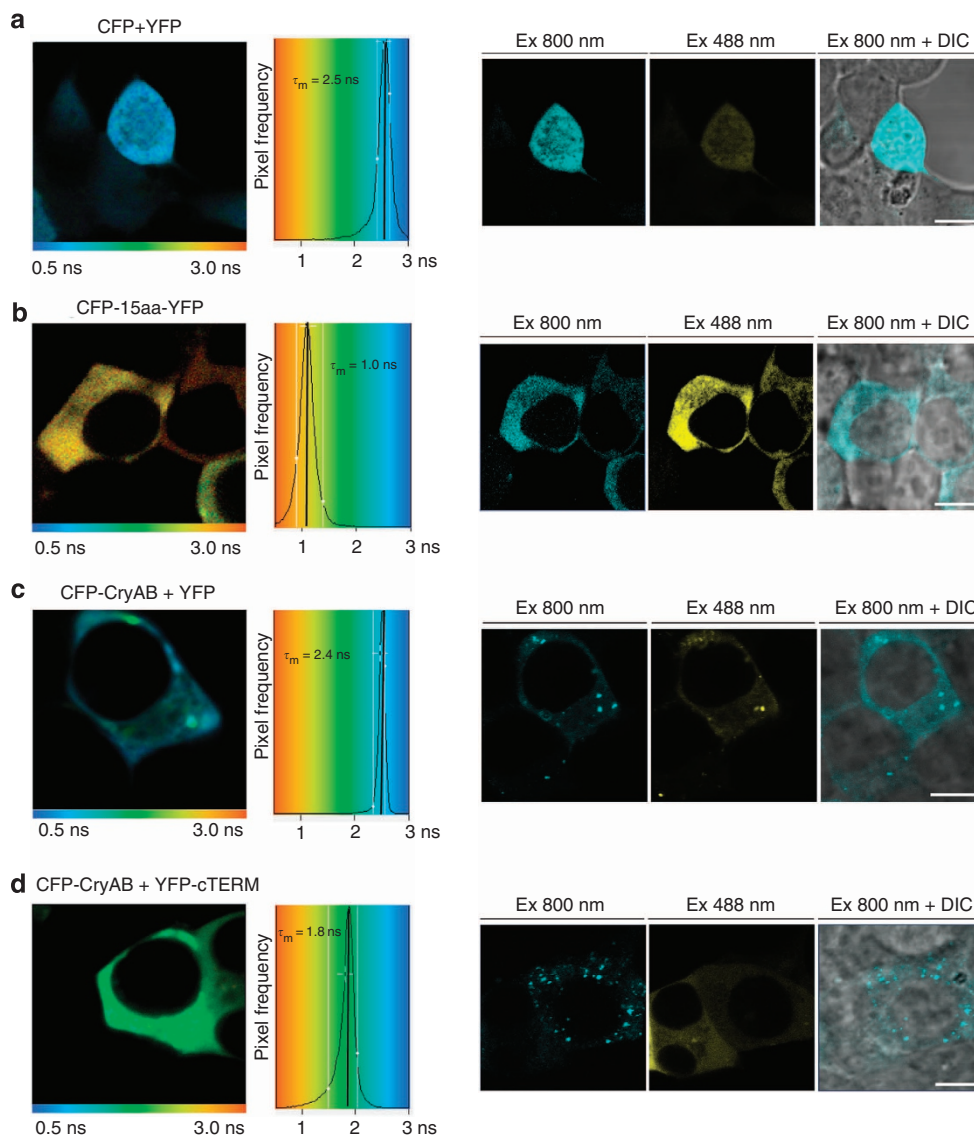 a
CFP+YFP
Pixel frequency
τm = 2.5 ns
0.5 ns 3.0 ns
1 2 3 ns
Ex 800 nm Ex 488 nm Ex 800 nm + DIC
b
CFP-15aa-YFP
Pixel frequency
τm = 1.0 ns
0.5 ns 3.0 ns
1 2 3 ns
Ex 800 nm Ex 488 nm Ex 800 nm + DIC
c
CFP-CryAB + YFP
Pixel frequency
τm = 2.4 ns
0.5 ns 3.0 ns
1 2 3 ns
Ex 800 nm Ex 488 nm Ex 800 nm + DIC
d
CFP-CryAB + YFP-cTERM
Pixel frequency
τm = 1.8 ns
0.5 ns 3.0 ns
1 2 3 ns
Ex 800 nm Ex 488 nm Ex 800 nm + DIC